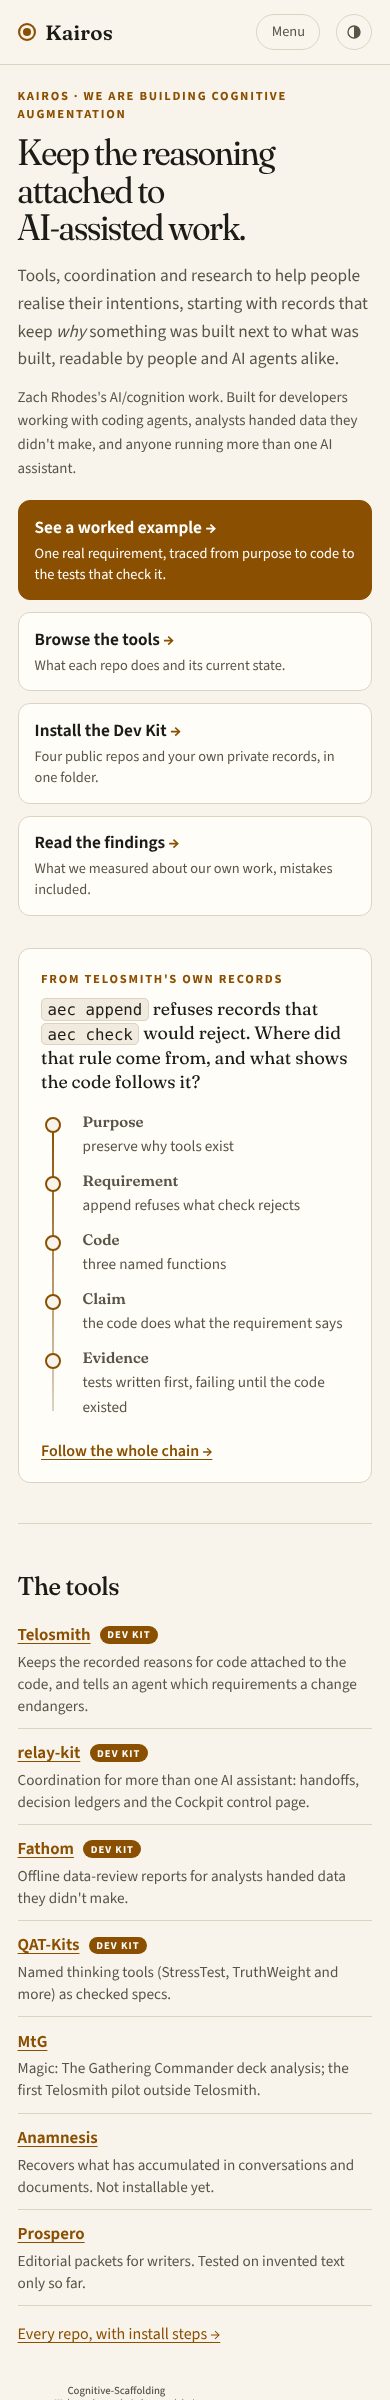 Kairos
Menu
KAIROS · WE ARE BUILDING COGNITIVE
AUGMENTATION
Keep the reasoning
attached to
AI-assisted work.
Tools, coordination and research to help people
realise their intentions, starting with records that
keep why something was built next to what was
built, readable by people and AI agents alike.
Zach Rhodes's AI/cognition work. Built for developers
working with coding agents, analysts handed data they
didn't make, and anyone running more than one AI
assistant.
See a worked example →
One real requirement, traced from purpose to code to
the tests that check it.
Browse the tools →
What each repo does and its current state.
Install the Dev Kit →
Four public repos and your own private records, in
one folder.
Read the findings →
What we measured about our own work, mistakes
included.
FROM TELOSMITH'S OWN RECORDS
aec append refuses records that
aec check would reject. Where did
that rule come from, and what shows
the code follows it?
Purpose
preserve why tools exist
Requirement
append refuses what check rejects
Code
three named functions
Claim
the code does what the requirement says
Evidence
tests written first, failing until the code
existed
Follow the whole chain →
The tools
Telosmith DEV KIT
Keeps the recorded reasons for code attached to the
code, and tells an agent which requirements a change
endangers.
relay-kit DEV KIT
Coordination for more than one AI assistant: handoffs,
decision ledgers and the Cockpit control page.
Fathom DEV KIT
Offline data-review reports for analysts handed data
they didn't make.
QAT-Kits DEV KIT
Named thinking tools (StressTest, TruthWeight and
more) as checked specs.
MtG
Magic: The Gathering Commander deck analysis; the
first Telosmith pilot outside Telosmith.
Anamnesis
Recovers what has accumulated in conversations and
documents. Not installable yet.
Prospero
Editorial packets for writers. Tested on invented text
only so far.
Every repo, with install steps →
Cognitive-Scaffolding